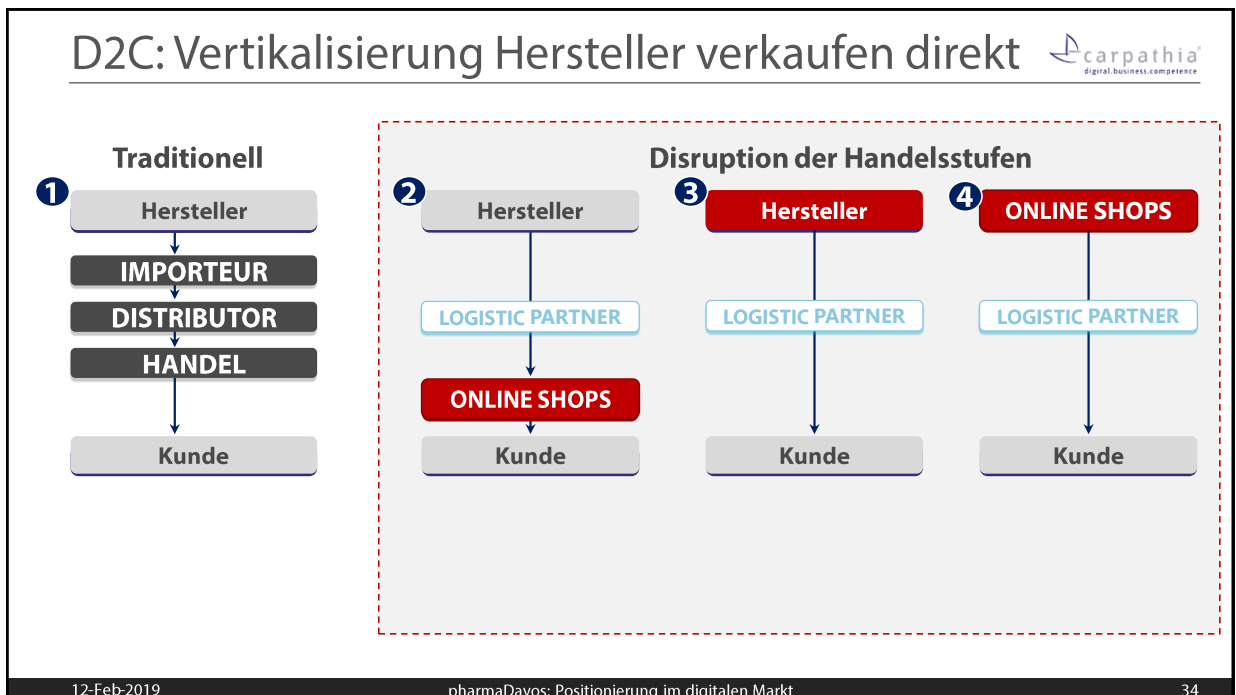 D2C: Vertikalisierung Hersteller verkaufen direkt
carpathia
digital.business.competence
Traditionell
1
Hersteller
IMPORTEUR
DISTRIBUTOR
HANDEL
Kunde
Disruption der Handelsstufen
2
Hersteller
LOGISTIC PARTNER
ONLINE SHOPS
Kunde
3
Hersteller
LOGISTIC PARTNER
Kunde
4
ONLINE SHOPS
LOGISTIC PARTNER
Kunde
12-Feb-2019
pharmaDavos: Positionierung im digitalen Markt
34